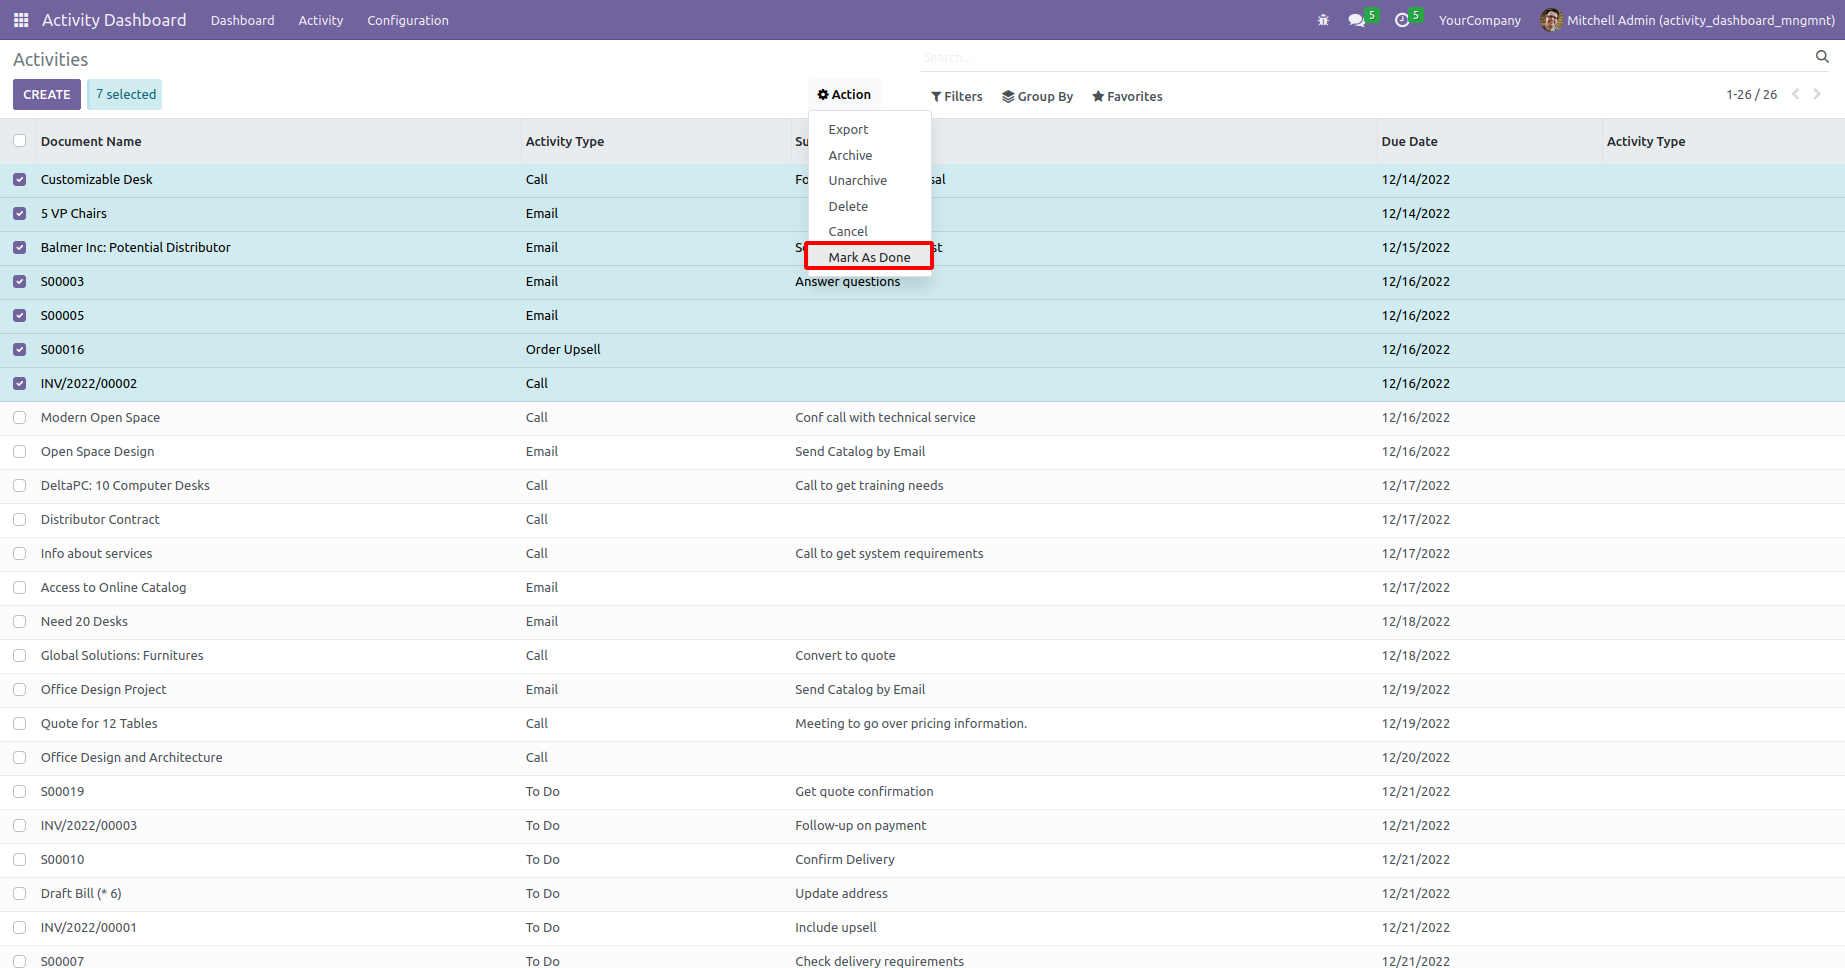 Activity Dashboard Dashboard Activity Configuration 5 5 YourCompany Mitchell Admin (activity_dashboard_mngmnt)
Activities Search...
CREATE 7 selected Action Filters Group By Favorites 1-26 / 26
Export
Archive
Unarchive
Delete
Cancel
Mark As Done
Document Name Activity Type Su Due Date Activity Type
Customizable Desk Call Fo sal 12/14/2022
5 VP Chairs Email 12/14/2022
Balmer Inc: Potential Distributor Email st 12/15/2022
S00003 Email Answer questions 12/16/2022
S00005 Email 12/16/2022
S00016 Order Upsell 12/16/2022
INV/2022/00002 Call 12/16/2022
Modern Open Space Call Conf call with technical service 12/16/2022
Open Space Design Email Send Catalog by Email 12/16/2022
DeltaPC: 10 Computer Desks Call Call to get training needs 12/17/2022
Distributor Contract Call 12/17/2022
Info about services Call Call to get system requirements 12/17/2022
Access to Online Catalog Email 12/17/2022
Need 20 Desks Email 12/18/2022
Global Solutions: Furnitures Call Convert to quote 12/18/2022
Office Design Project Email Send Catalog by Email 12/19/2022
Quote for 12 Tables Call Meeting to go over pricing information. 12/19/2022
Office Design and Architecture Call 12/20/2022
S00019 To Do Get quote confirmation 12/21/2022
INV/2022/00003 To Do Follow-up on payment 12/21/2022
S00010 To Do Confirm Delivery 12/21/2022
Draft Bill (* 6) To Do Update address 12/21/2022
INV/2022/00001 To Do Include upsell 12/21/2022
S00007 To Do Check delivery requirements 12/21/2022